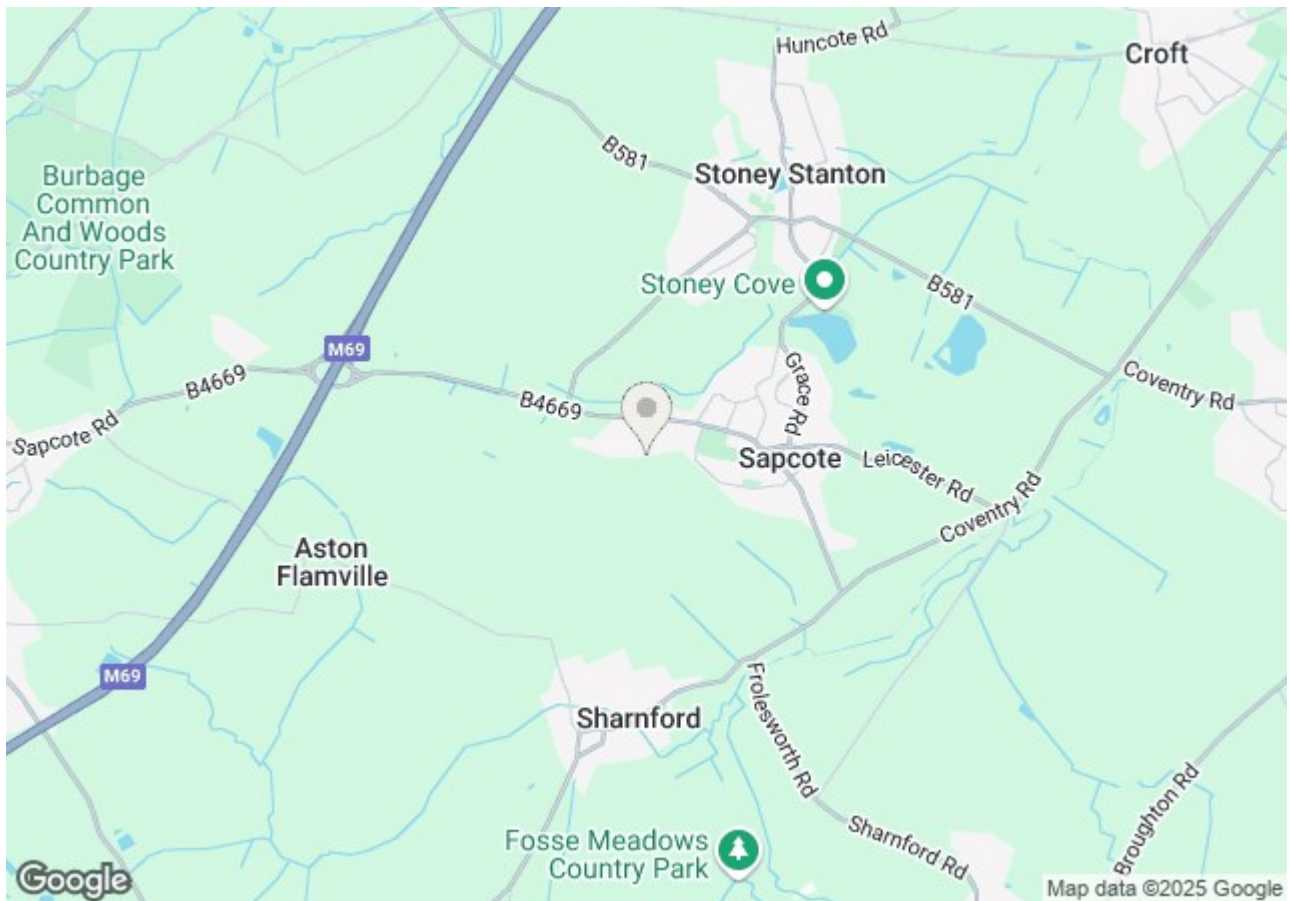 Huncote Rd
Croft
B581
Stoney Stanton
Burbage
Common
And Woods
Country Park
Stoney Cove
B581
M69
B4669
Grace Rd
Coventry Rd
B4669
Sapcote Rd
Sapcote
Leicester Rd
Coventry Rd
Aston
Flamville
M69
Sharnford
Frolesworth Rd
Broughton Rd
Sharnford Rd
Fosse Meadows
Country Park
Google
Map data ©2025 Google